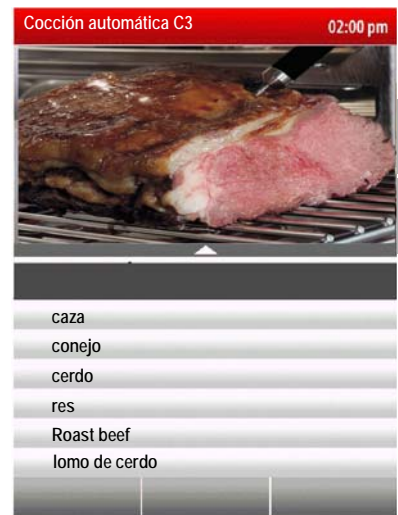 Cocción automática C3
02:00 pm
caza
conejo
cerdo
res
Roast beef
lomo de cerdo